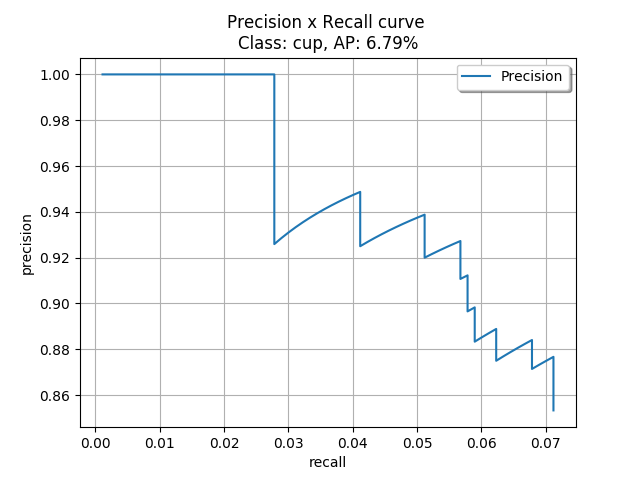 Precision x Recall curve
Class: cup, AP: 6.79%
Precision
1.00
0.98
0.96
0.94
0.92
0.90
0.88
0.86
precision
0.00 0.01 0.02 0.03 0.04 0.05 0.06 0.07
recall